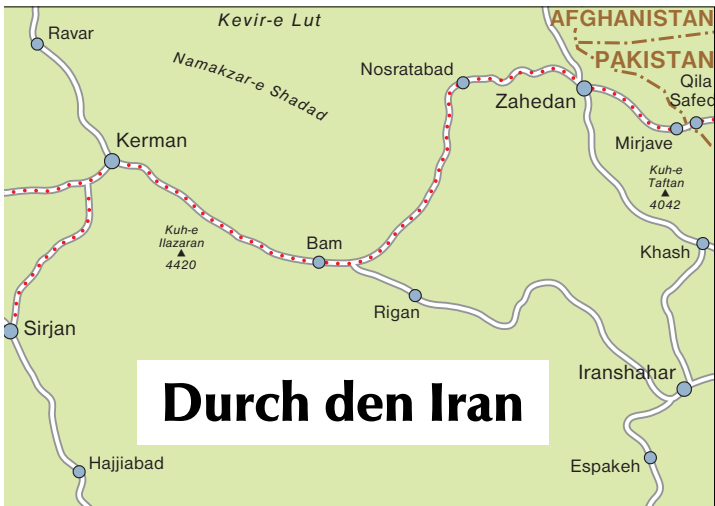 Kevir-e Lut
AFGHANISTAN
Ravar
Namakzar-e Shadad
Nosratabad
PAKISTAN
Qila
Safed
Zahedan
Kerman
Mirjave
Kuh-e
Taftan
4042
Kuh-e
Ilazaran
4420
Bam
Khash
Rigan
Sirjan
Iranshahar
Durch den Iran
Hajjiabad
Espakeh